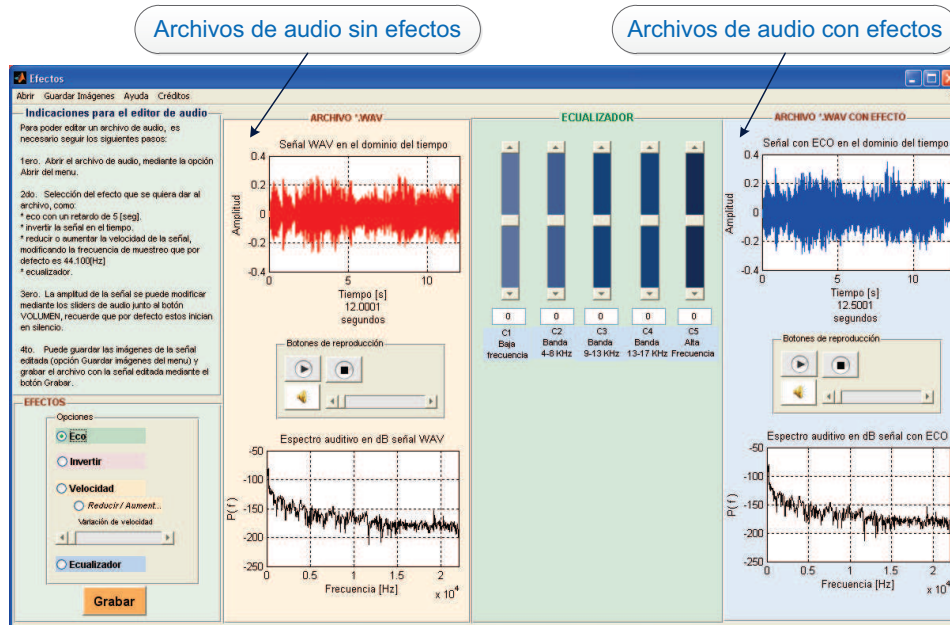 Archivos de audio sin efectos
Archivos de audio con efectos
Efectos
Abrir Guardar Imágenes Ayuda Créditos
Indicaciones para el editor de audio
Para poder editar un archivo de audio, es
necesario seguir los siguientes pasos:
1ero. Abrir el archivo de audio, mediante la opción
Abrir del menu.
2do. Selección del efecto que se quiera dar al
archivo, como:
* eco con un retardo de 5 [seg].
* invertir la señal en el tiempo.
* reducir o aumentar la velocidad de la señal,
modificando la frecuencia de muestreo que por
defecto es 44.100[Hz]
* ecualizador.
3ero. La amplitud de la señal se puede modificar
mediante los sliders de audio junto al botón
VOLUMEN, recuerde que por defecto estos inician
en silencio.
4to. Puede guardar las imágenes de la señal
editada (opción Guardar imágenes del menu) y
grabar el archivo con la señal editada mediante el
botón Grabar.
EFECTOS
Opciones
Eco
Invertir
Velocidad
Reducir / Aument...
Variación de velocidad
Ecualizador
Grabar
ARCHIVO *.WAV
Señal WAV en el dominio del tiempo
Amplitud
0.4
0.2
0
-0.2
-0.4
0 5 10
Tiempo [s]
12.0001
segundos
Botones de reproducción
Espectro auditivo en dB señal WAV
P( f )
-50
-100
-150
-200
-250
0 0.5 1 1.5 2
Frecuencia [Hz]
x 10⁴
ECUALIZADOR
0 0 0 0 0
C1 C2 C3 C4 C5
Baja Banda Banda Banda Alta
frecuencia 4-8 KHz 9-13 KHz 13-17 KHz Frecuencia
ARCHIVO *.WAV CON EFECTO
Señal con ECO en el dominio del tiempo
Amplitud
0.4
0.2
0
-0.2
-0.4
0 5 10
Tiempo [s]
12.5001
segundos
Botones de reproducción
Espectro auditivo en dB señal con ECO
P( f )
-50
-100
-150
-200
-250
0 0.5 1 1.5 2
Frecuencia [Hz]
x 10⁴